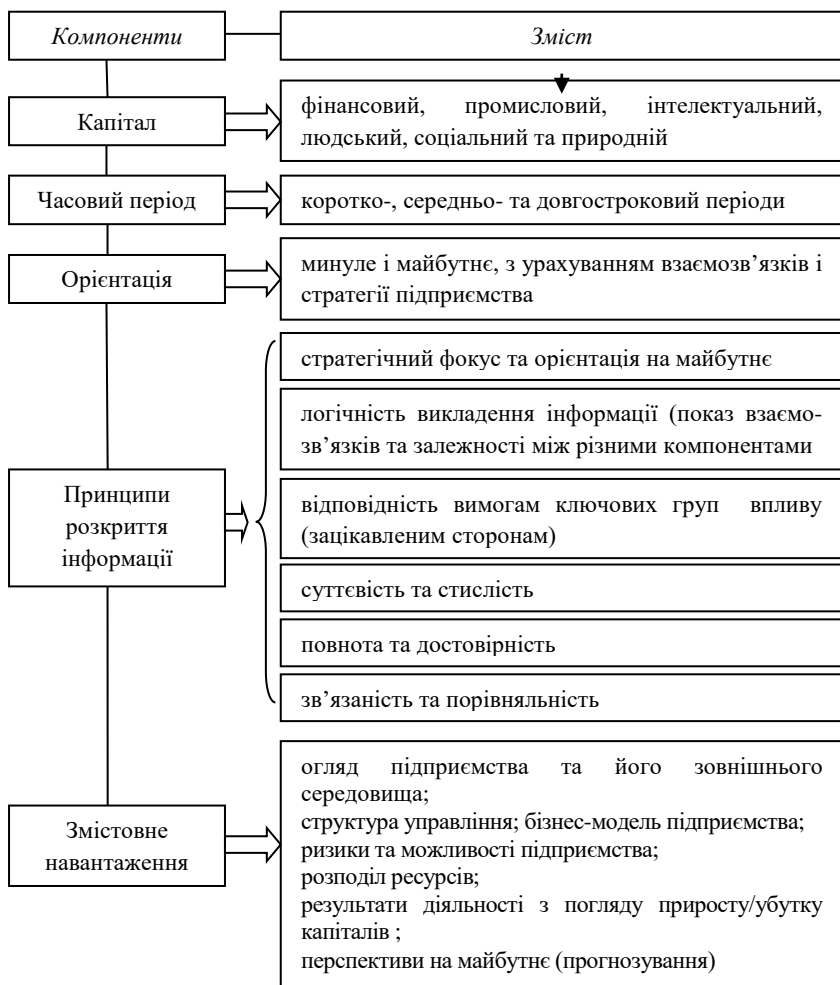 Компоненти
Зміст
Капітал
фінансовий, промисловий, інтелектуальний,
людський, соціальний та природній
Часовий період
коротко-, середньо- та довгостроковий періоди
Орієнтація
минуле і майбутнє, з урахуванням взаємозв’язків і
стратегії підприємства
Принципи
розкриття
інформації
стратегічний фокус та орієнтація на майбутнє
логічність викладення інформації (показ взаємо-
зв’язків та залежності між різними компонентами
відповідність вимогам ключових груп впливу
(зацікавленим сторонам)
суттєвість та стислість
повнота та достовірність
зв’язаність та порівняльність
Змістовне
навантаження
огляд підприємства та його зовнішнього
середовища;
структура управління; бізнес-модель підприємства;
ризики та можливості підприємства;
розподіл ресурсів;
результати діяльності з погляду приросту/убутку
капіталів ;
перспективи на майбутнє (прогнозування)